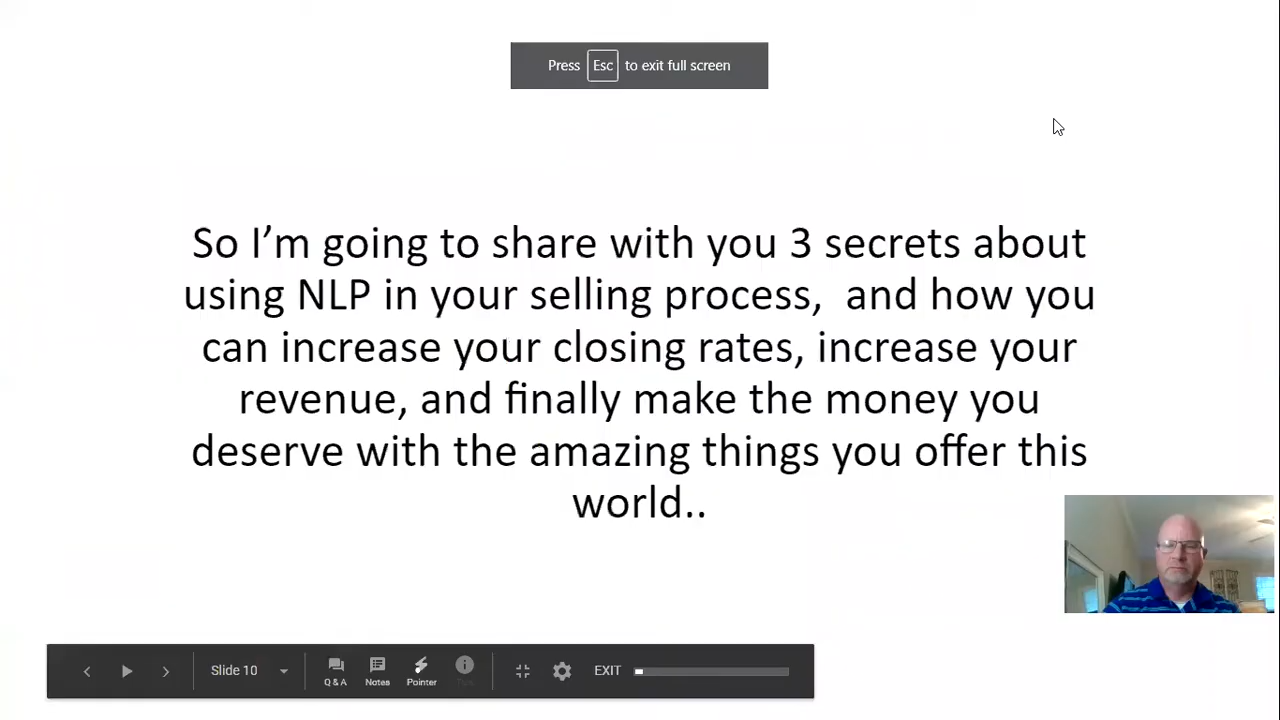 Press Esc to exit full screen
So I’m going to share with you 3 secrets about
using NLP in your selling process,  and how you
can increase your closing rates, increase your
revenue, and finally make the money you
deserve with the amazing things you offer this
world..
Slide 10
Q & A Notes Pointer
EXIT